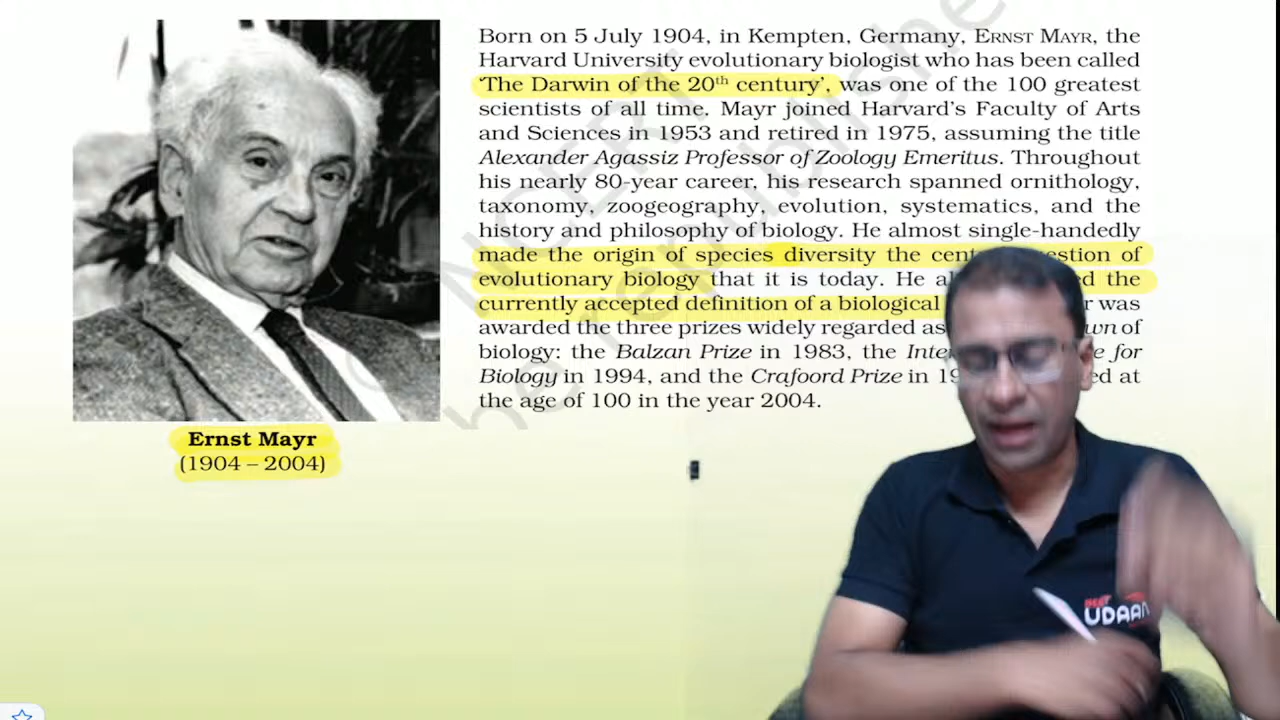 Born on 5 July 1904, in Kempten, Germany, ERNST MAYR, the
Harvard University evolutionary biologist who has been called
'The Darwin of the 20th century', was one of the 100 greatest
scientists of all time. Mayr joined Harvard's Faculty of Arts
and Sciences in 1953 and retired in 1975, assuming the title
Alexander Agassiz Professor of Zoology Emeritus. Throughout
his nearly 80-year career, his research spanned ornithology,
taxonomy, zoogeography, evolution, systematics, and the
history and philosophy of biology. He almost single-handedly
made the origin of species diversity the of
evolutionary biology that it is today. He the
currently accepted definition of a biological was
awarded the three prizes widely regarded as of
biology: the Balzan Prize in 1983, the for
Biology in 1994, and the Crafoord Prize in at
the age of 100 in the year 2004.
Ernst Mayr
(1904 – 2004)
UDAAN